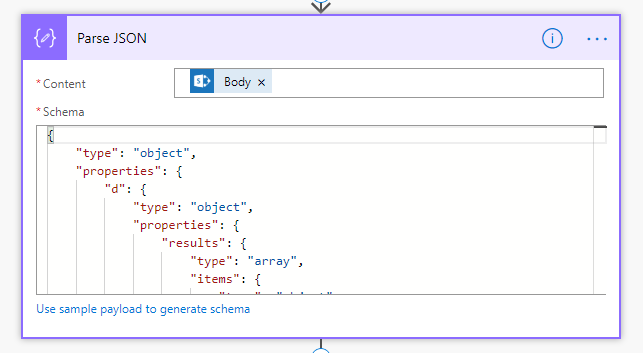 Parse JSON
* Content
Body ×
* Schema
{
"type": "object",
"properties": {
"d": {
"type": "object",
"properties": {
"results": {
"type": "array",
"items": {
Use sample payload to generate schema